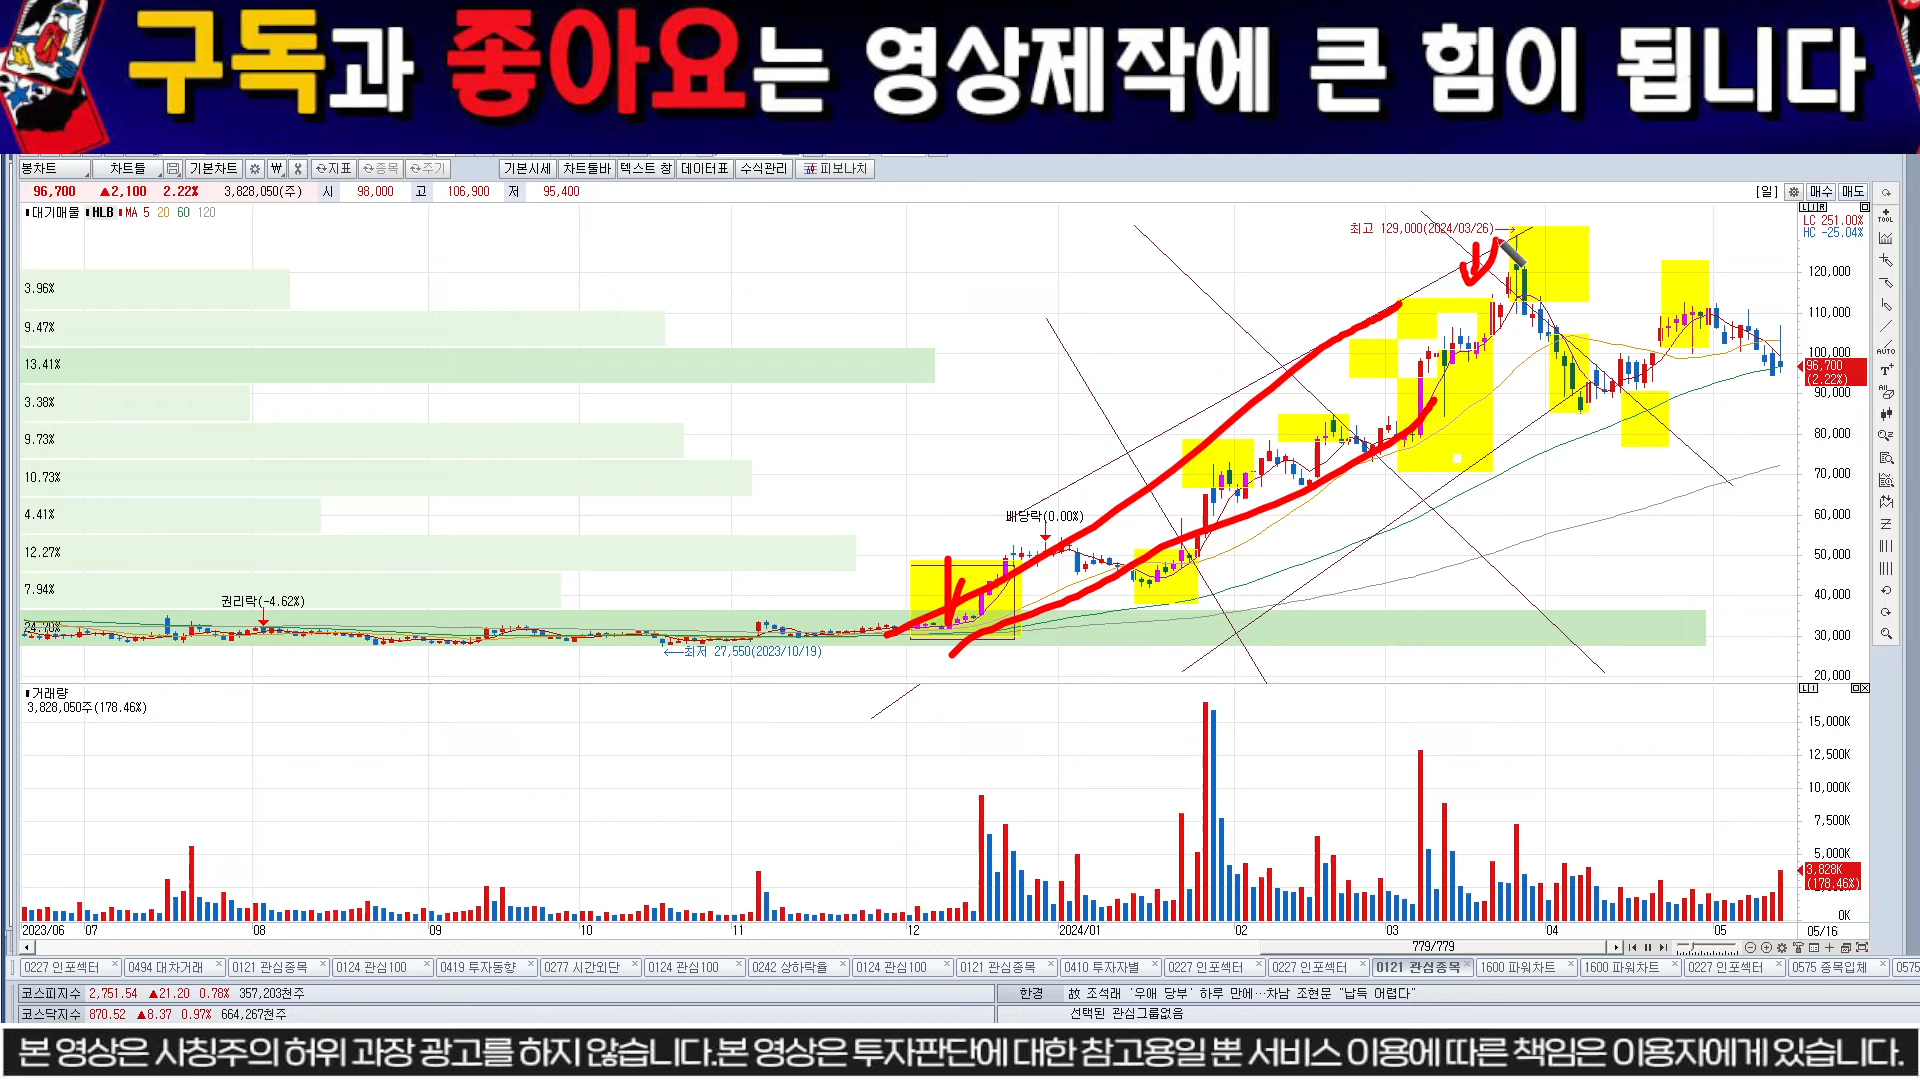 구독과 좋아요는 영상제작에 큰 힘이 됩니다
봉차트 차트틀 기본차트 ₩ 지표 종목 주기 기본시세 차트툴바 텍스트 창 데이터표 수식관리 피보나치
96,700 ▲2,100 2.22% 3,828,050(주) 시 98,000 고 106,900 저 95,400 [일] 매수 매도
대기매물 HLB MA 5 20 60 120
LC 251.00%
HC -25.04%
최고 129,000(2024/03/26)
120,000
110,000
100,000
96,700
(2.22%)
90,000
80,000
70,000
60,000
50,000
40,000
30,000
20,000
3.96%
9.47%
13.41%
3.38%
9.73%
10.73%
4.41%
12.27%
7.94%
24.70%
배당락(0.00%)
권리락(-4.62%)
최저 27,550(2023/10/19)
거래량
3,828,050주(178.46%)
15,000K
12,500K
10,000K
7,500K
5,000K
3,828K
(178.46%)
0K
2023/06 07 08 09 10 11 12 2024/01 02 03 04 05 05/16
779/779
0227 인포섹터 0494 대차거래 0121 관심종목 0124 관심100 0419 투자동향 0277 시간외단 0124 관심100 0242 상하락율 0124 관심100 0121 관심종목 0410 투자자별 0227 인포섹터 0227 인포섹터 0121 관심종목 1600 파워차트 1600 파워차트 0227 인포섹터 0575 종목입체 0575
코스피지수 2,751.54 ▲21.20 0.78% 357,203천주 한경 故 조석래 '우애 당부' 하루 만에…차남 조현문 "납득 어렵다"
코스닥지수 870.52 ▲8.37 0.97% 664,267천주 선택된 관심그룹없음
본 영상은 사칭주의 허위 과장 광고를 하지 않습니다.본 영상은 투자판단에 대한 참고용일 뿐 서비스 이용에 따른 책임은 이용자에게 있습니다.